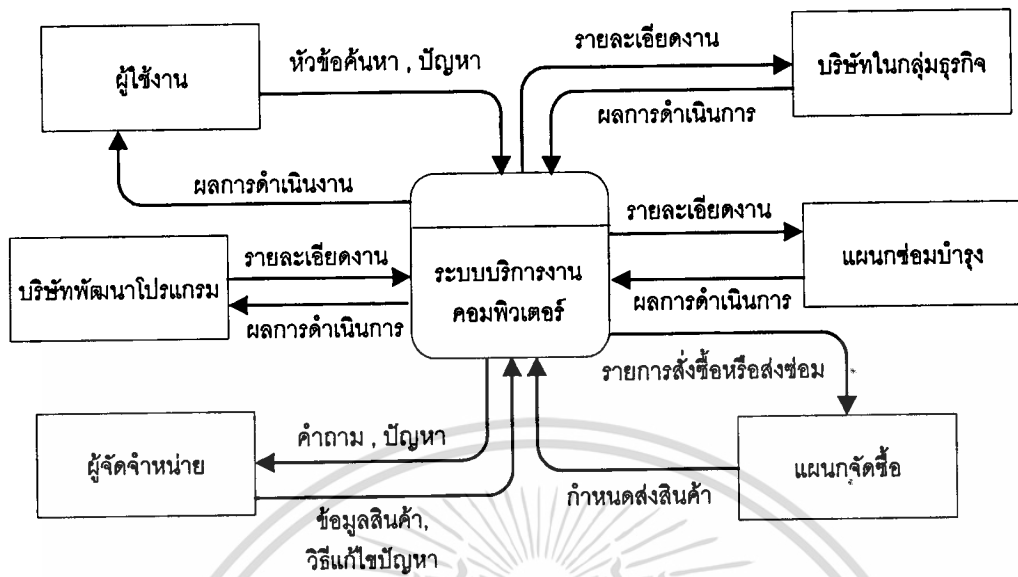 รายละเอียดงาน
ผู้ใช้งาน
หัวข้อค้นหา , ปัญหา
บริษัทในกลุ่มธุรกิจ
ผลการดำเนินการ
ผลการดำเนินงาน
รายละเอียดงาน
บริษัทพัฒนาโปรแกรม
รายละเอียดงาน
ผลการดำเนินการ
ระบบบริการงาน
คอมพิวเตอร์
แผนกซ่อมบำรุง
ผลการดำเนินการ
รายการสั่งซื้อหรือส่งซ่อม
ผู้จัดจำหน่าย
คำถาม , ปัญหา
แผนกจัดซื้อ
กำหนดส่งสินค้า
ข้อมูลสินค้า,
วิธีแก้ไขปัญหา